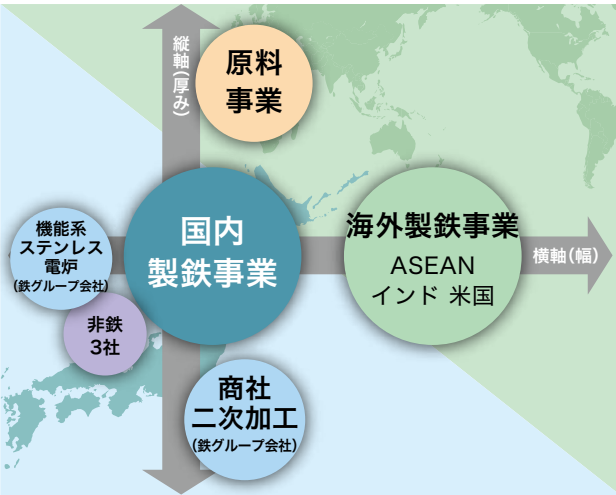 縦軸(厚み)
原料
事業
国内
製鉄事業
海外製鉄事業
ASEAN
インド 米国
横軸(幅)
機能系
ステンレス
電炉
(鉄グループ会社)
非鉄
3社
商社
二次加工
(鉄グループ会社)